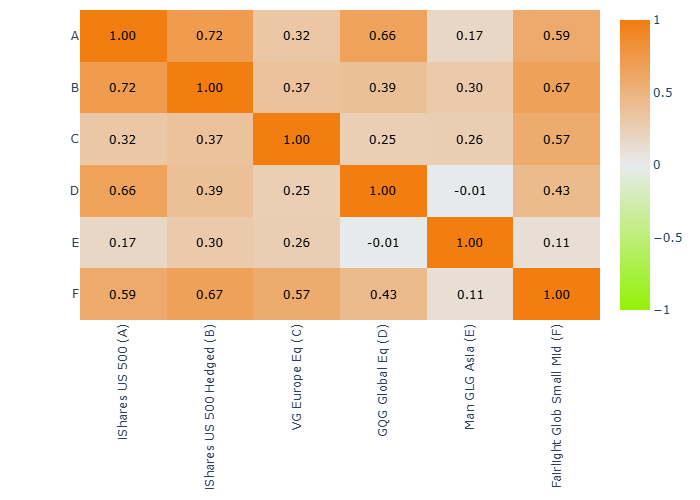 A 1.00 0.72 0.32 0.66 0.17 0.59
B 0.72 1.00 0.37 0.39 0.30 0.67
C 0.32 0.37 1.00 0.25 0.26 0.57
D 0.66 0.39 0.25 1.00 -0.01 0.43
E 0.17 0.30 0.26 -0.01 1.00 0.11
F 0.59 0.67 0.57 0.43 0.11 1.00
IShares US 500 (A)
IShares US 500 Hedged (B)
VG Europe Eq (C)
GQG Global Eq (D)
Man GLG Asia (E)
Fairlight Glob Small Mid (F)
1
0.5
0
−0.5
−1